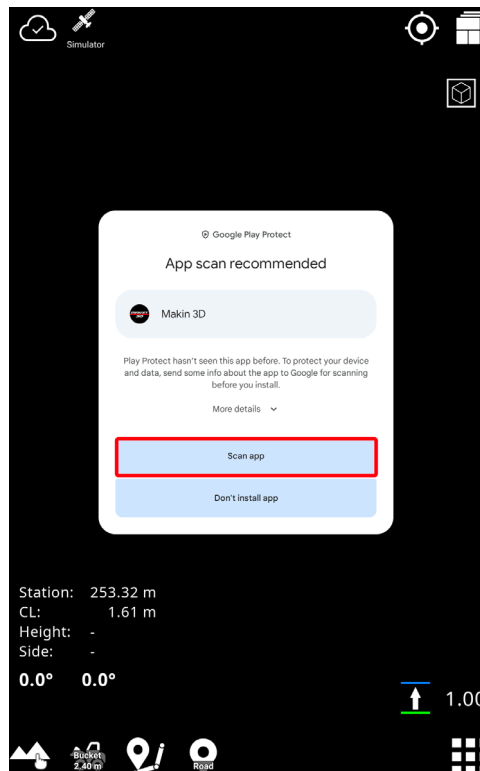 Simulator
Google Play Protect
App scan recommended
Makin 3D
Play Protect hasn't seen this app before. To protect your device
and data, send some info about the app to Google for scanning
before you install.
More details
Scan app
Don't install app
Station: 253.32 m
CL: 1.61 m
Height: -
Side: -
0.0° 0.0°
1.00
Bucket
2.40 m
Road